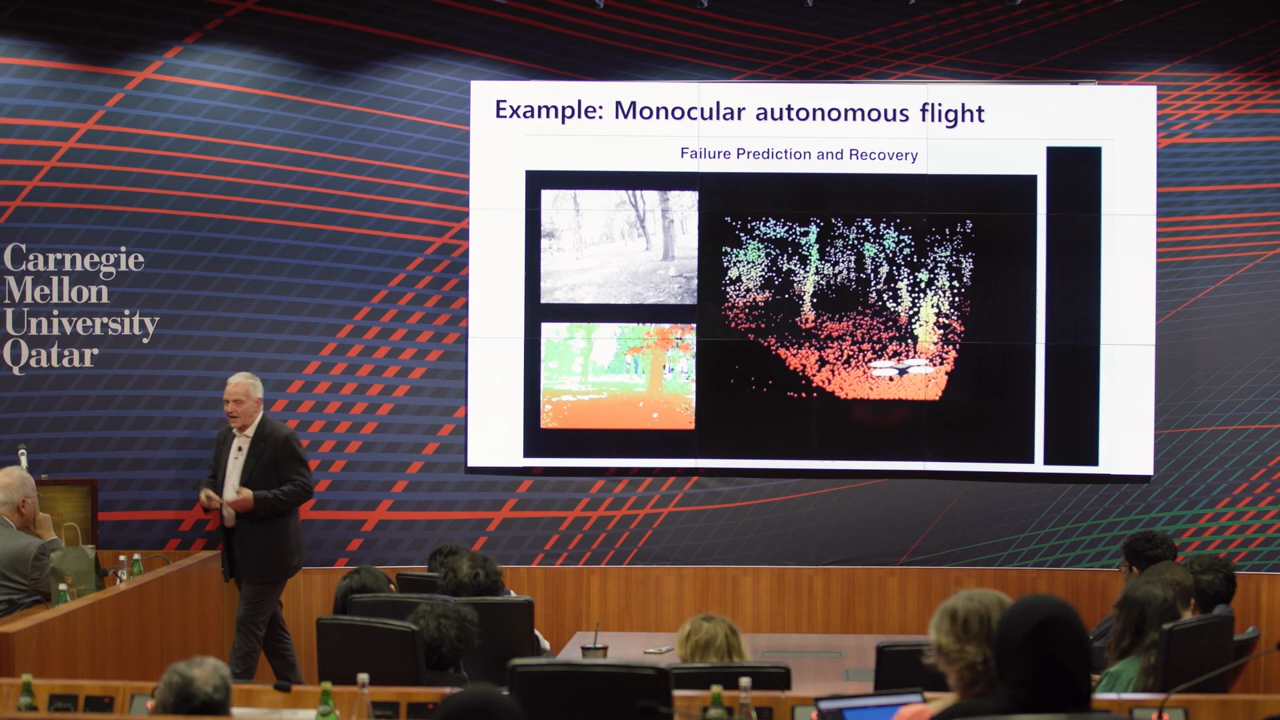 Example: Monocular autonomous flight
Failure Prediction and Recovery
Carnegie
Mellon
University
Qatar